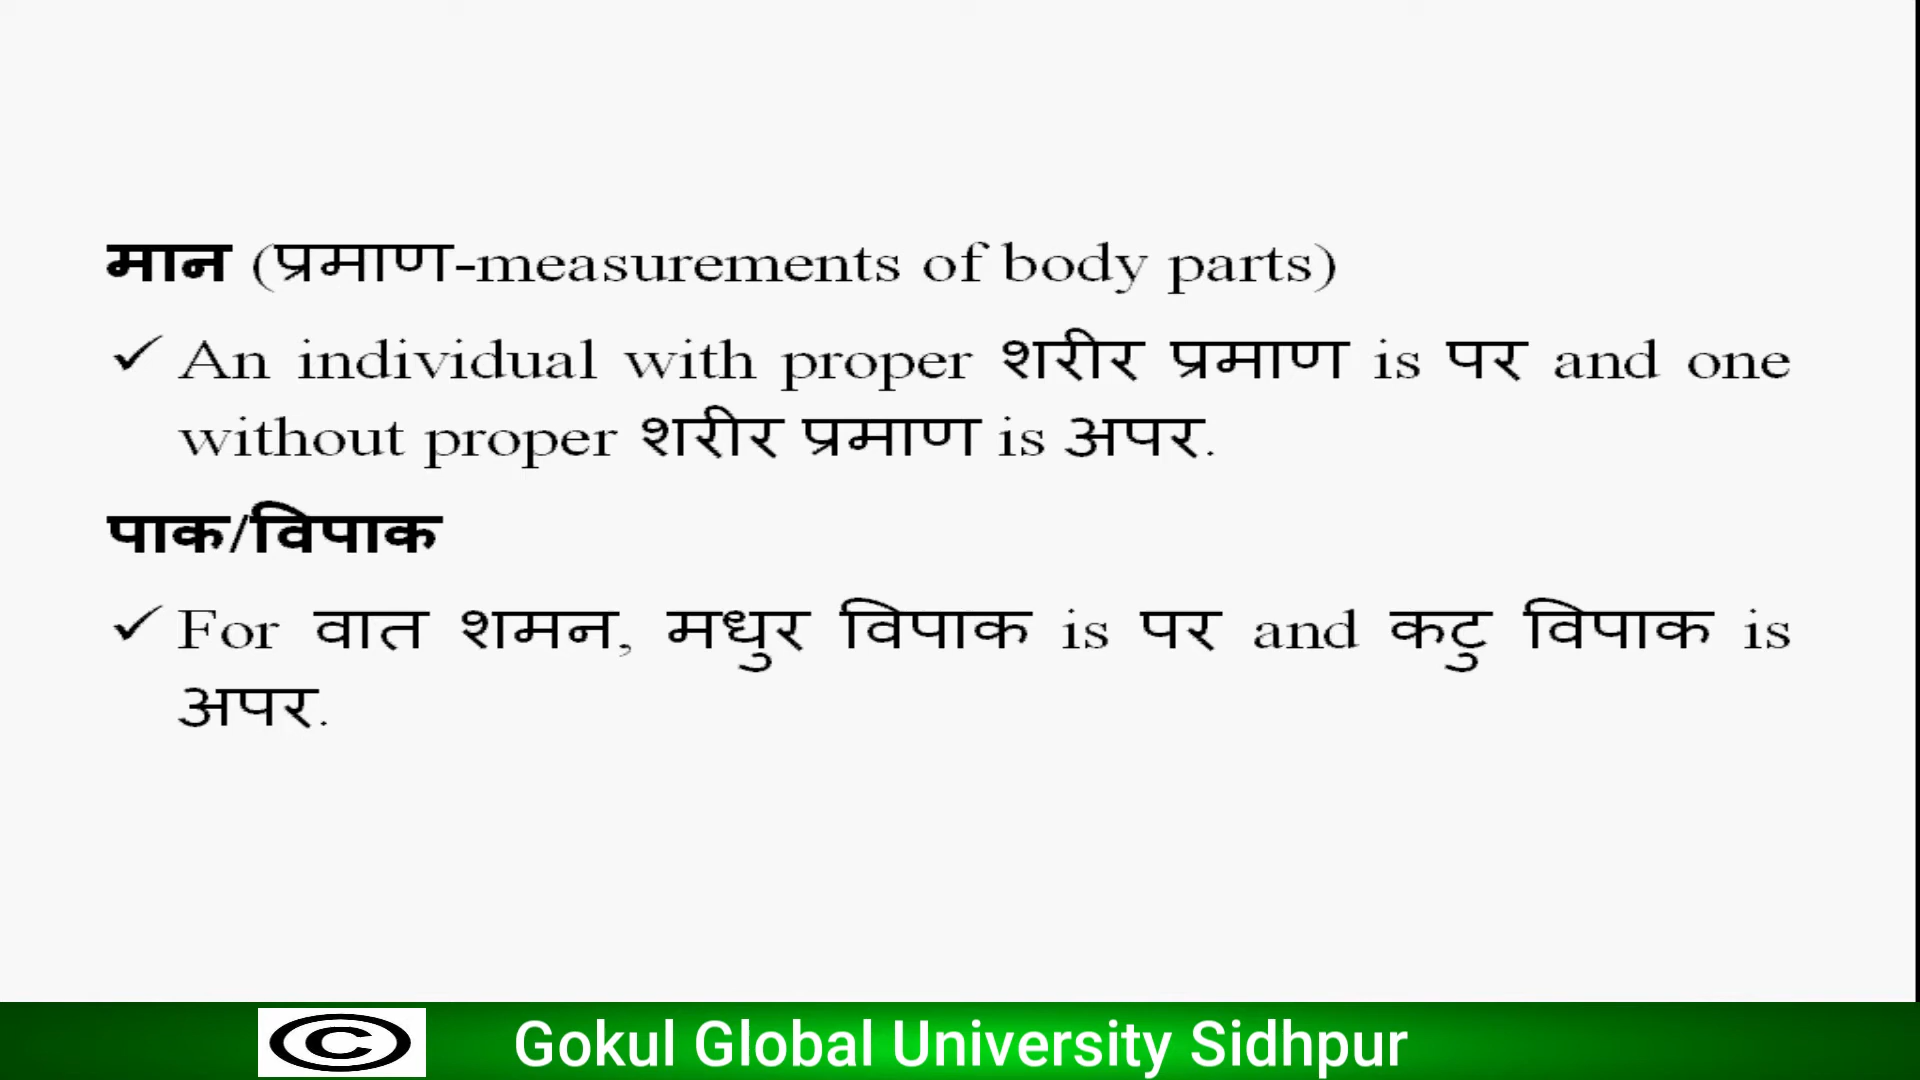 मान (प्रमाण-measurements of body parts)
✓ An individual with proper शरीर प्रमाण is पर and one
without proper शरीर प्रमाण is अपर.
पाक/विपाक
✓ For वात शमन, मधुर विपाक is पर and कटु विपाक is
अपर.
© Gokul Global University Sidhpur